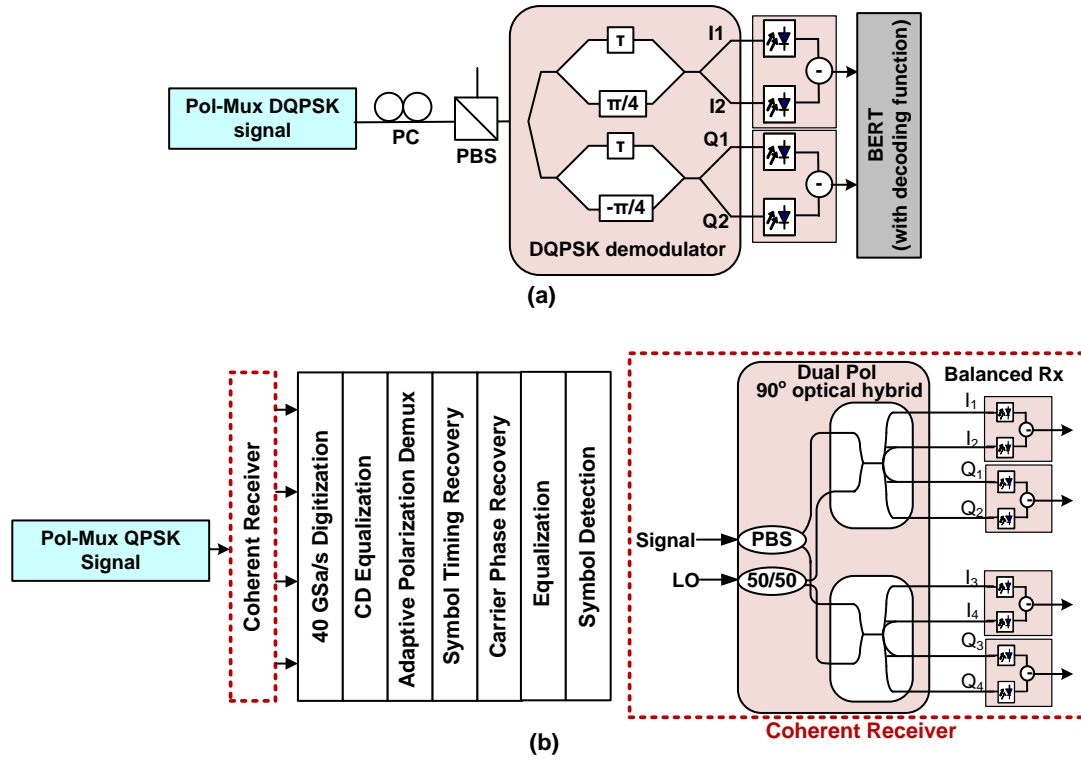 Pol-Mux DQPSK
signal
PC
PBS
τ
π/4
τ
-π/4
I1
I2
Q1
Q2
DQPSK demodulator
-
-
BERT
(with decoding function)
(a)
Pol-Mux QPSK
Signal
Coherent Receiver
40 GSa/s Digitization
CD Equalization
Adaptive Polarization Demux
Symbol Timing Recovery
Carrier Phase Recovery
Equalization
Symbol Detection
Dual Pol
90° optical hybrid
Balanced Rx
Signal
LO
PBS
50/50
I1
I2
Q1
Q2
I3
I4
Q3
Q4
-
-
-
-
Coherent Receiver
(b)